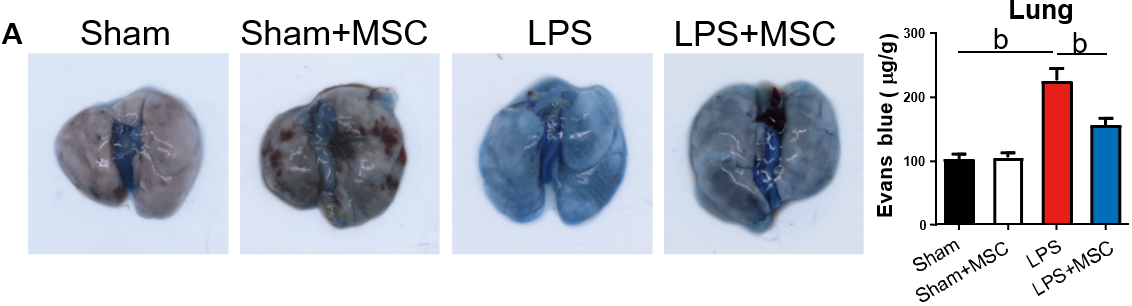 A
Sham
Sham+MSC
LPS
LPS+MSC
Lung
Evans blue ( μg/g)
300
200
100
0
b
b
Sham
Sham+MSC
LPS
LPS+MSC